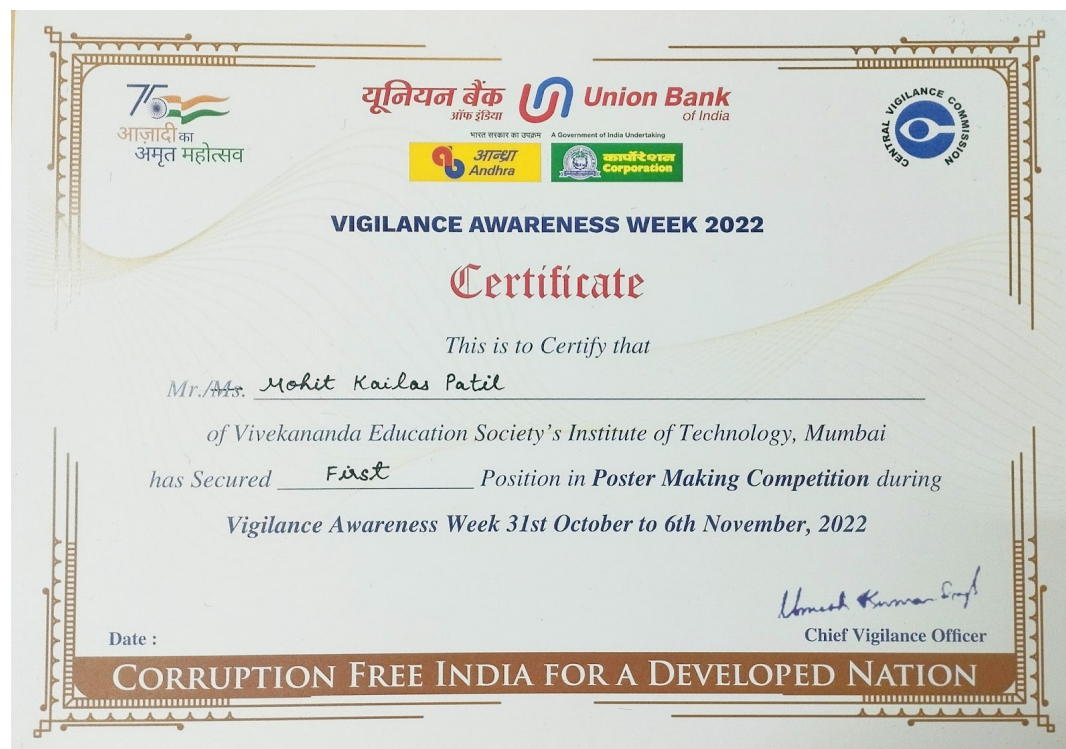 75
आज़ादी का
अमृत महोत्सव
यूनियन बैंक
ऑफ इंडिया
Union Bank
of India
भारत सरकार का उपक्रम A Government of India Undertaking
आन्ध्रा
Andhra
कार्पोरेशन
Corporation
CENTRAL VIGILANCE COMMISSION
VIGILANCE AWARENESS WEEK 2022
Certificate
This is to Certify that
Mr./Ms. Mohit Kailas Patil
of Vivekananda Education Society's Institute of Technology, Mumbai
has Secured First Position in Poster Making Competition during
Vigilance Awareness Week 31st October to 6th November, 2022
Umesh Kumar Singh
Date :
Chief Vigilance Officer
CORRUPTION FREE INDIA FOR A DEVELOPED NATION